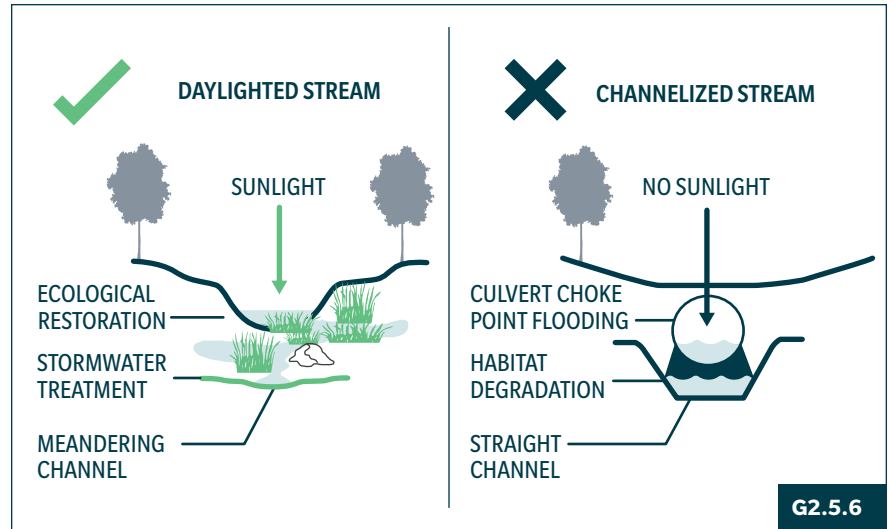 DAYLIGHTED STREAM
SUNLIGHT
ECOLOGICAL
RESTORATION
STORMWATER
TREATMENT
MEANDERING
CHANNEL
CHANNELIZED STREAM
NO SUNLIGHT
CULVERT CHOKE
POINT FLOODING
HABITAT
DEGRADATION
STRAIGHT
CHANNEL
G2.5.6